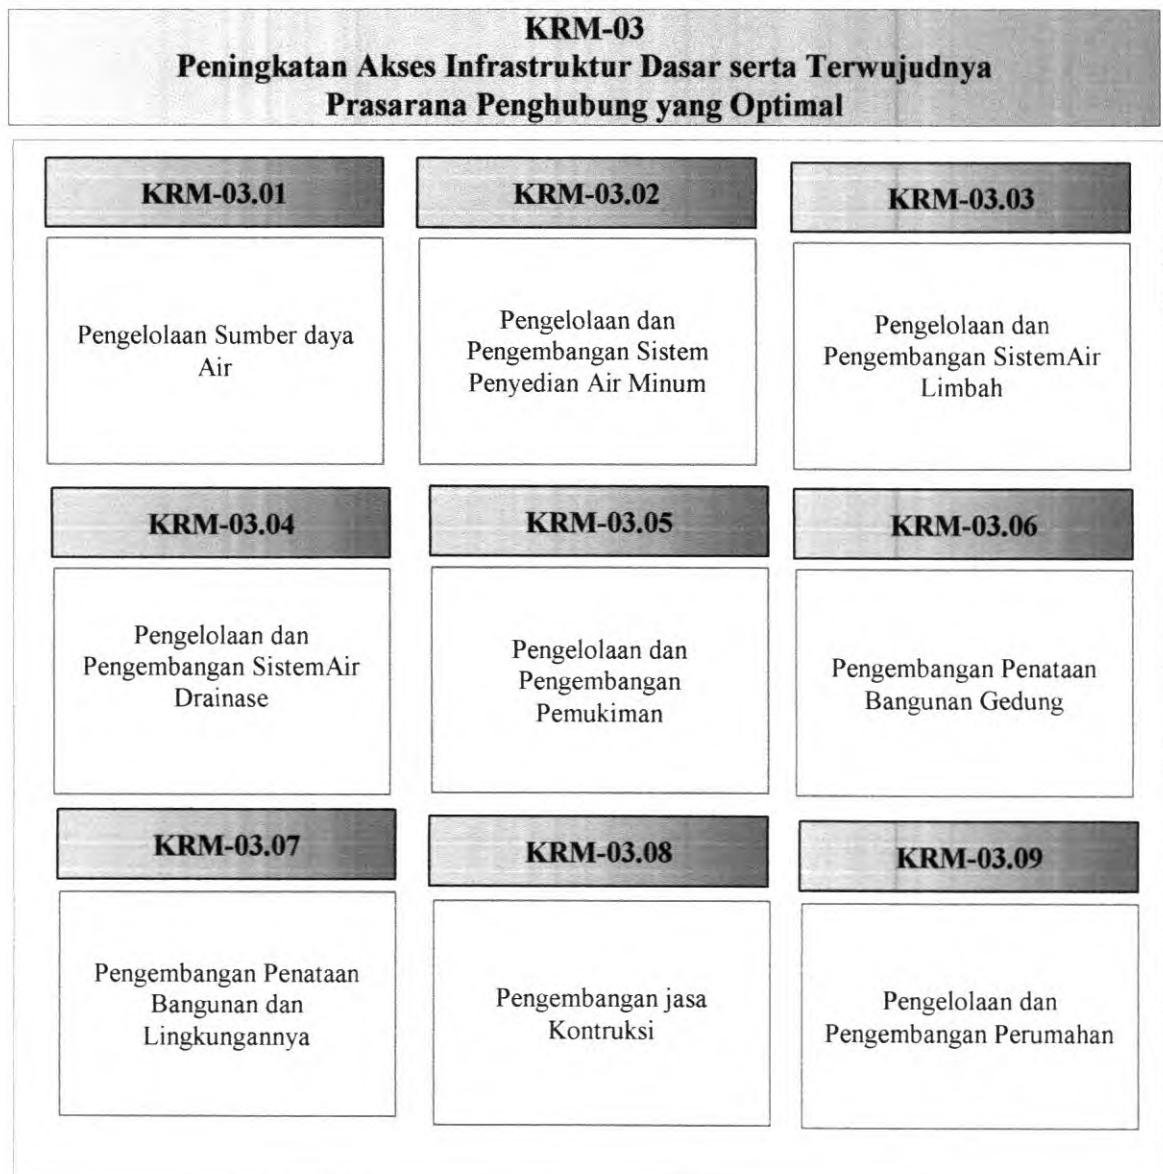 KRM-03
Peningkatan Akses Infrastruktur Dasar serta Terwujudnya
Prasarana Penghubung yang Optimal
KRM-03.01
Pengelolaan Sumber daya
Air
KRM-03.02
Pengelolaan dan
Pengembangan Sistem
Penyedian Air Minum
KRM-03.03
Pengelolaan dan
Pengembangan SistemAir
Limbah
KRM-03.04
Pengelolaan dan
Pengembangan SistemAir
Drainase
KRM-03.05
Pengelolaan dan
Pengembangan
Pemukiman
KRM-03.06
Pengembangan Penataan
Bangunan Gedung
KRM-03.07
Pengembangan Penataan
Bangunan dan
Lingkungannya
KRM-03.08
Pengembangan jasa
Kontruksi
KRM-03.09
Pengelolaan dan
Pengembangan Perumahan